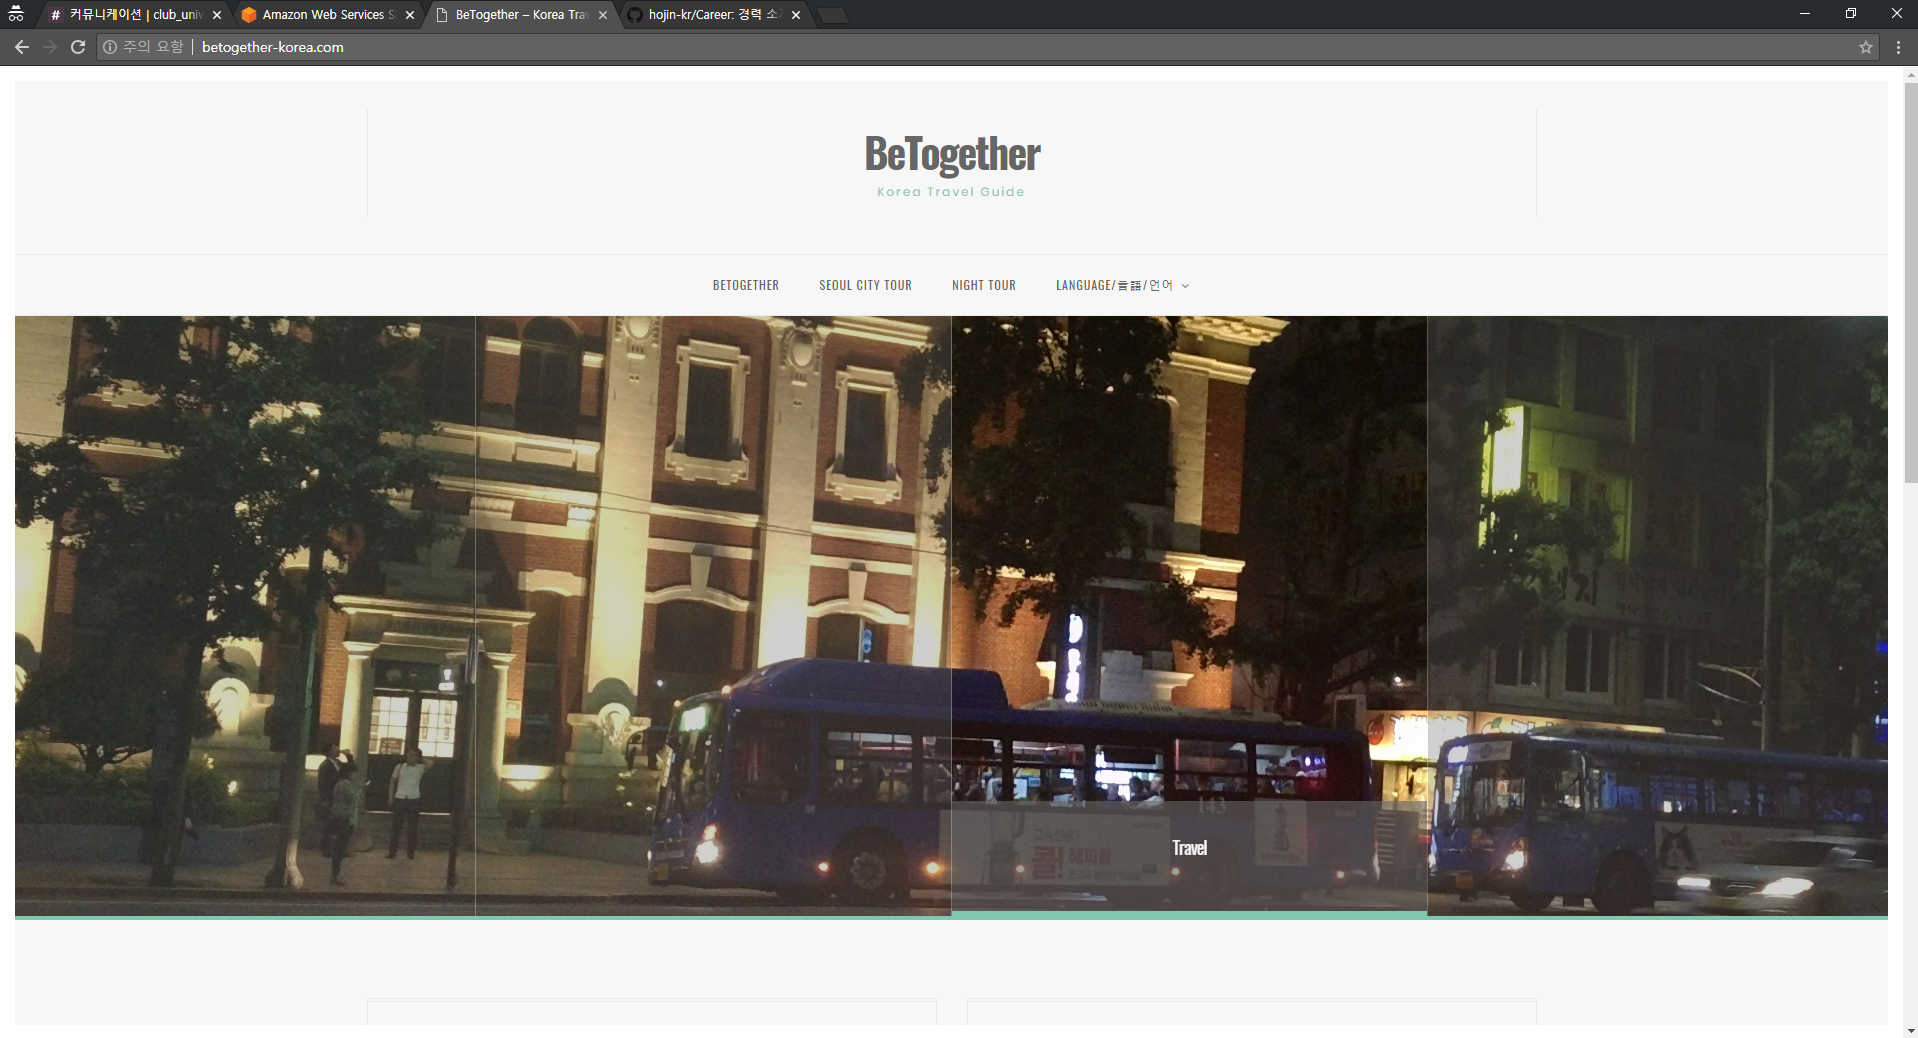 커뮤니케이션 | club_univ
Amazon Web Services S
BeTogether – Korea Trav
hojin-kr/Career: 경력 소
주의 요함
betogether-korea.com
BeTogether
Korea Travel Guide
BETOGETHER
SEOUL CITY TOUR
NIGHT TOUR
LANGUAGE/言語/언어
143
Travel